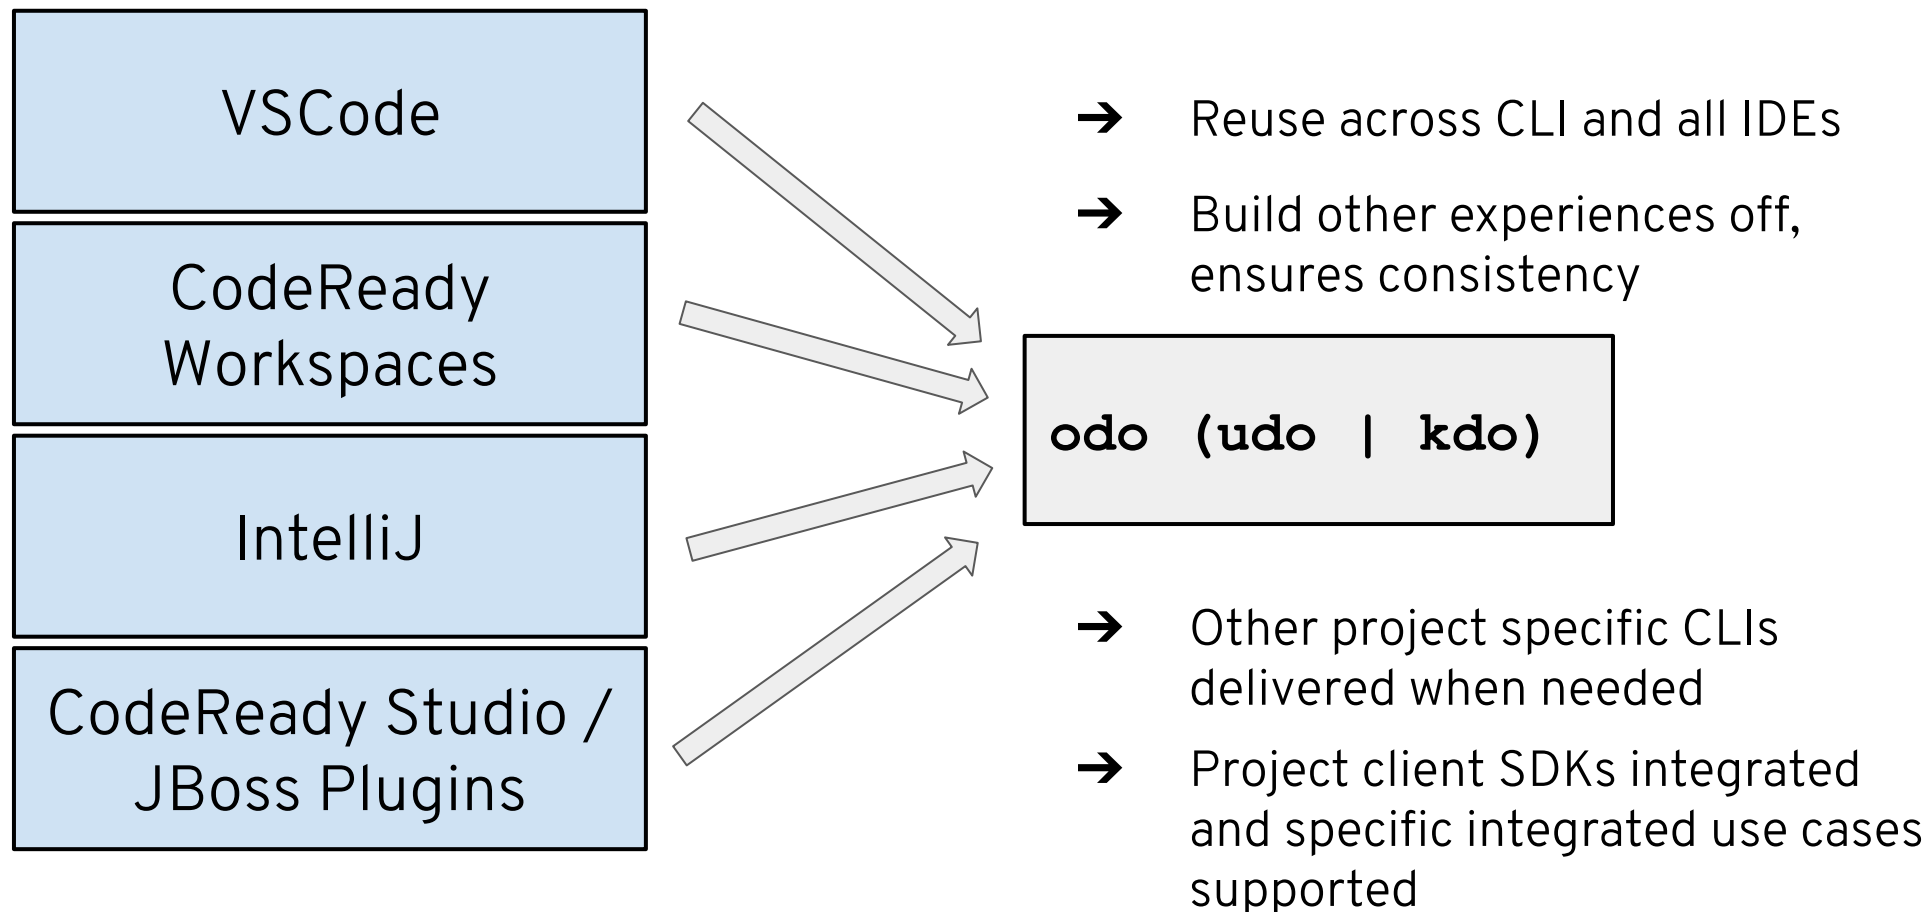 VSCode
CodeReady
Workspaces
IntelliJ
CodeReady Studio /
JBoss Plugins
➔ Reuse across CLI and all IDEs
➔ Build other experiences off,
ensures consistency
odo (udo | kdo)
➔ Other project specific CLIs
delivered when needed
➔ Project client SDKs integrated
and specific integrated use cases
supported